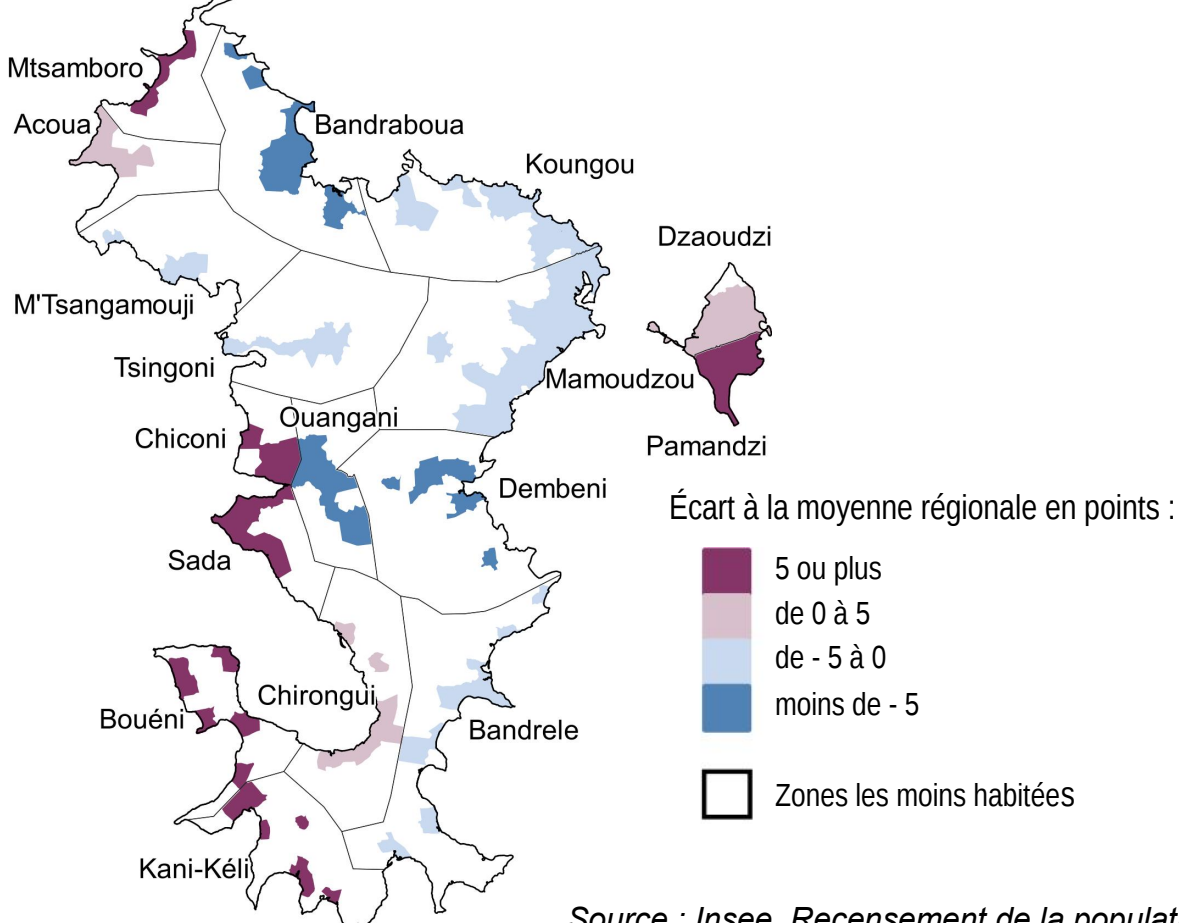 Mtsamboro
Acoua
Bandraboua
Koungou
Dzaoudzi
M'Tsangamouji
Tsingoni
Mamoudzou
Ouangani
Chiconi
Pamandzi
Dembeni
Écart à la moyenne régionale en points :
Sada
5 ou plus
de 0 à 5
de - 5 à 0
Chirongui
moins de - 5
Bouéni
Bandrele
Zones les moins habitées
Kani-Kéli
Source : Insee, Recensement de la populat